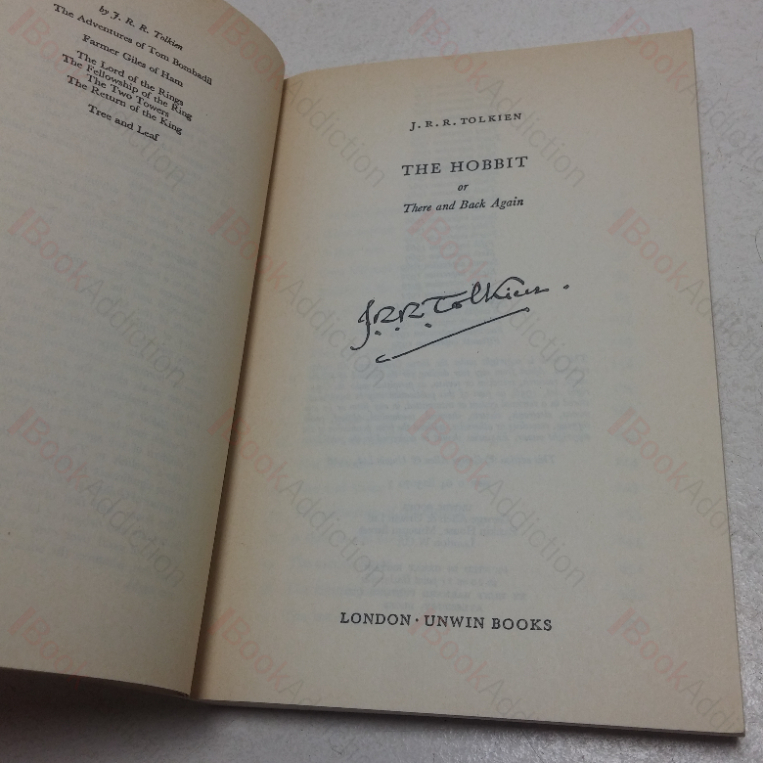 by J. R. R. Tolkien
The Adventures of Tom Bombadil
Farmer Giles of Ham
The Lord of the Rings
The Fellowship of the Ring
The Two Towers
The Return of the King
Tree and Leaf
J. R. R. TOLKIEN
THE HOBBIT
or
There and Back Again
J.R.R. Tolkien.
LONDON · UNWIN BOOKS
BookAddiction